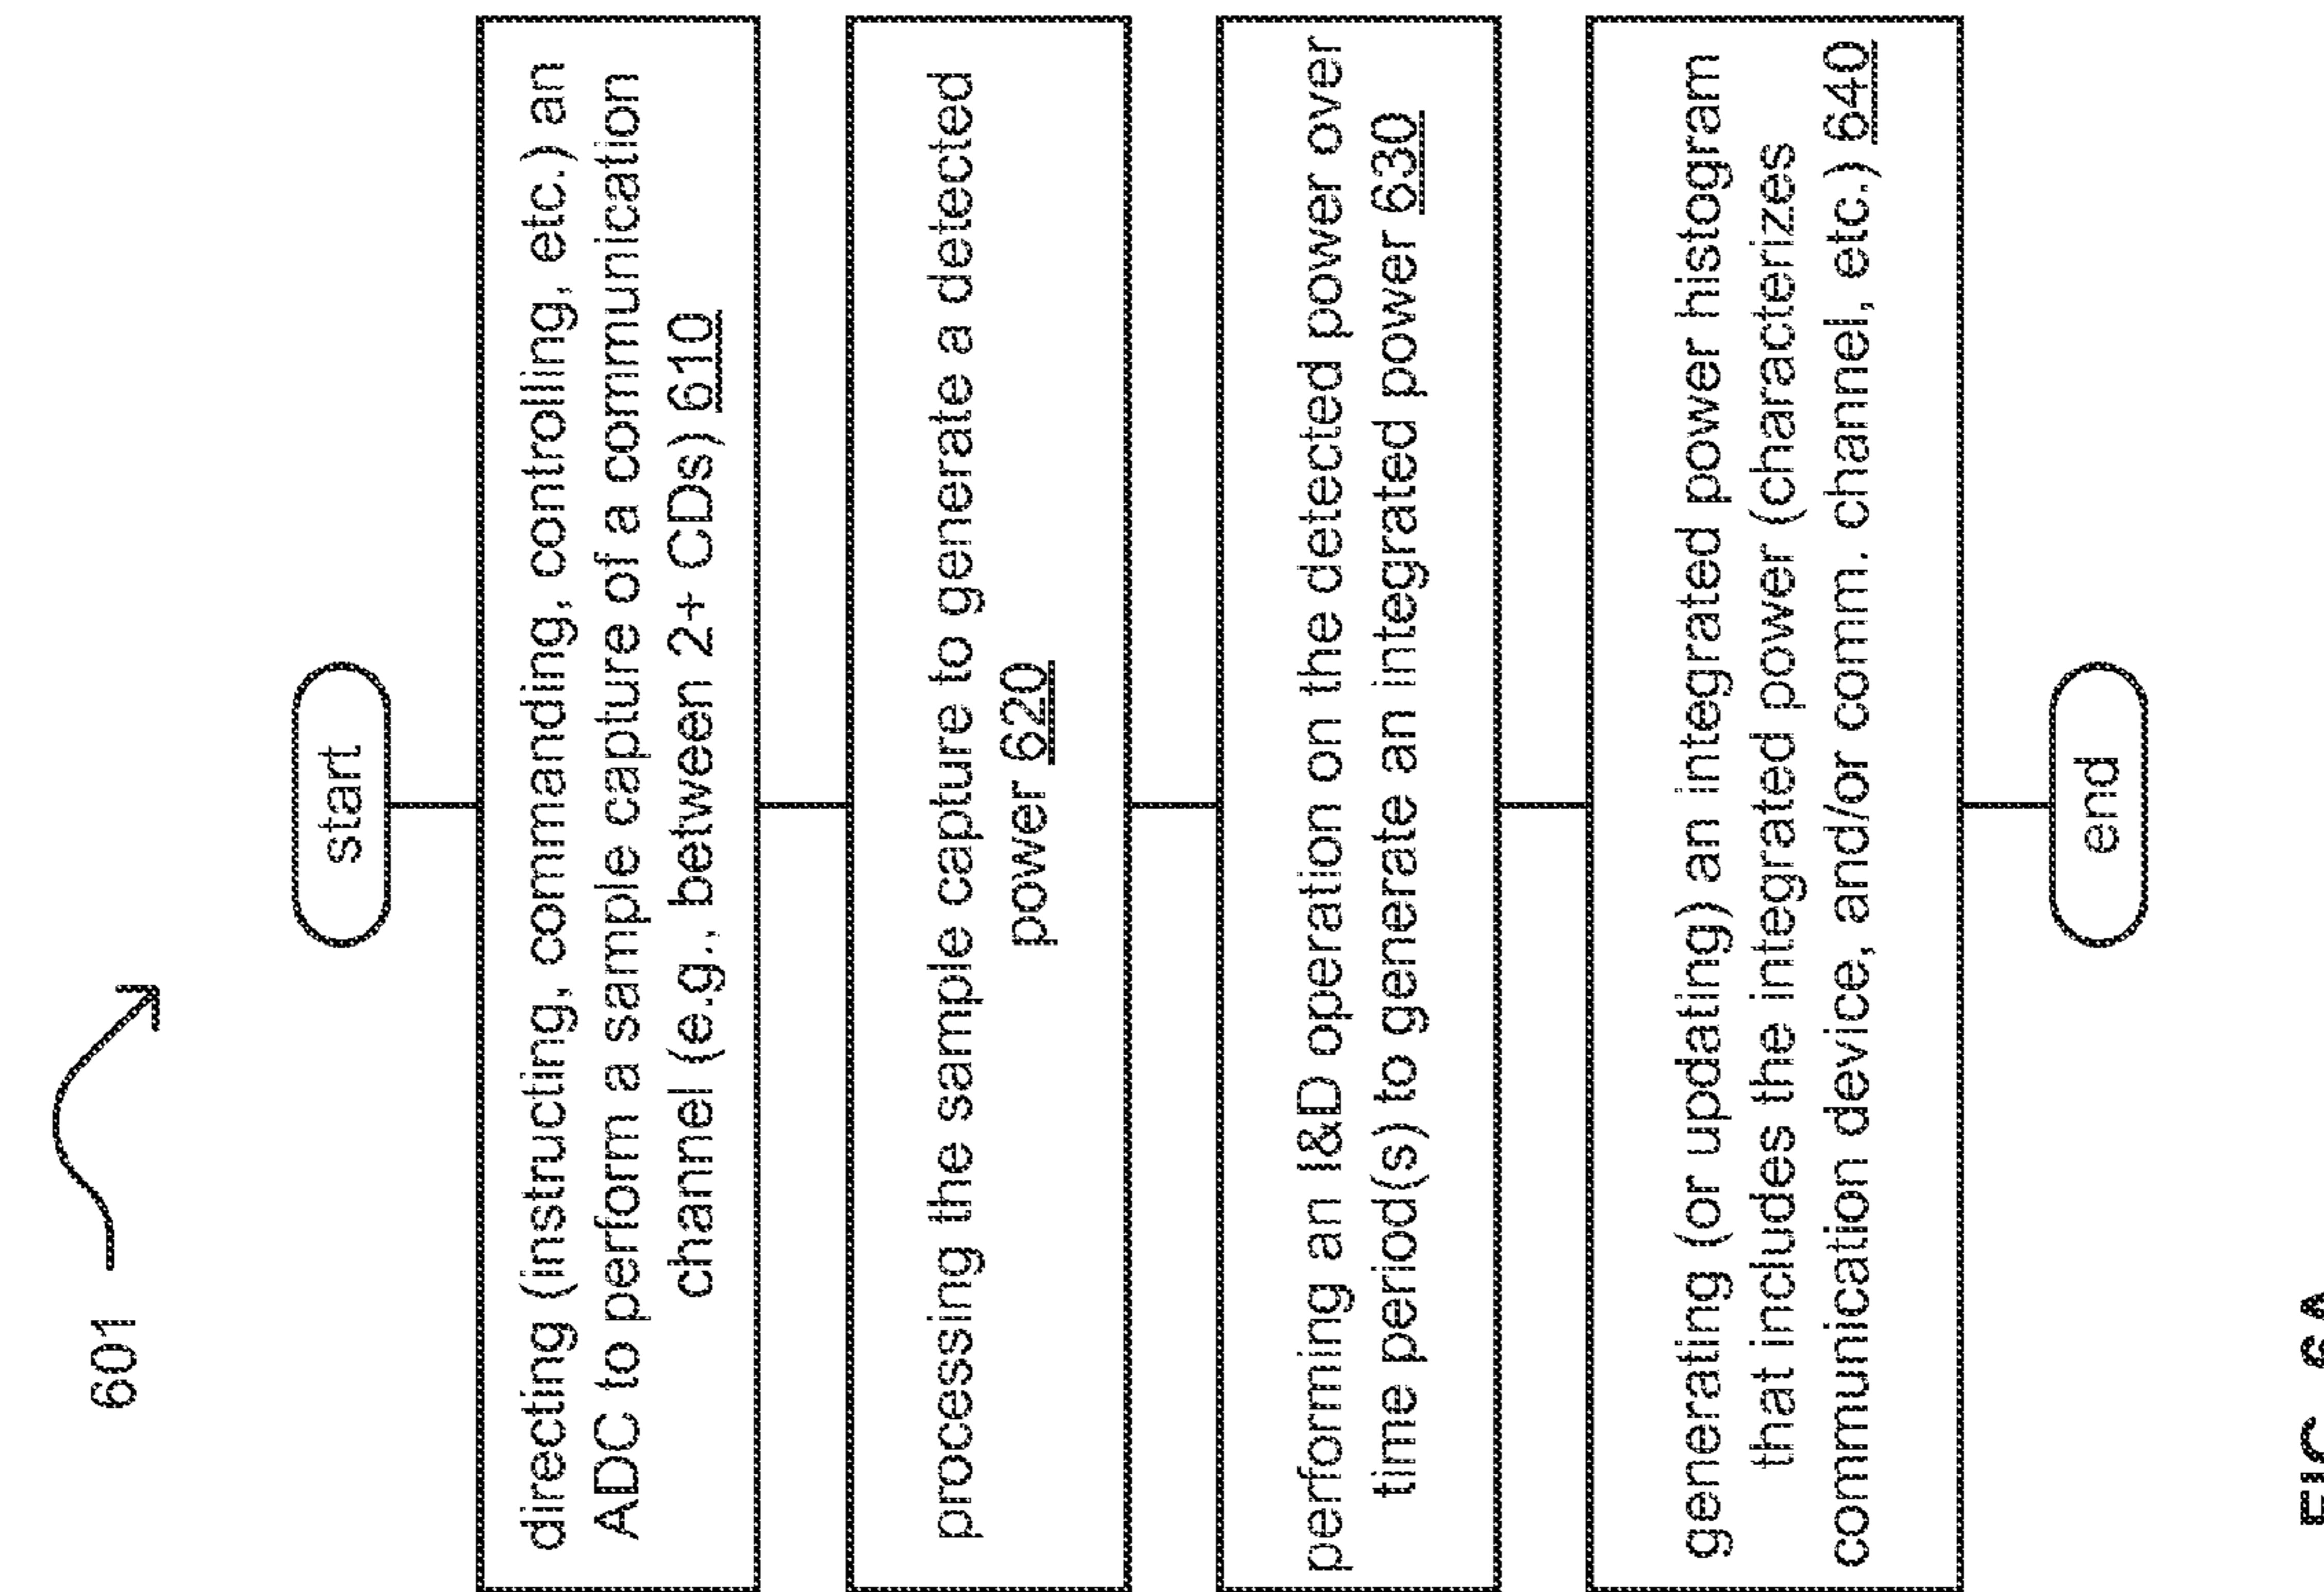 601
start
directing (instructing, commanding, controlling, etc.) an
ADC to perform a sample capture of a communication
channel (e.g., between 2+ CDs) 610
processing the sample capture to generate a detected
power 620
performing an I&D operation on the detected power over
time period(s) to generate an integrated power 630
generating (or updating) an integrated power histogram
that includes the integrated power (characterizes
communication device, and/or comm. channel, etc.) 640
end
FIG. 6A